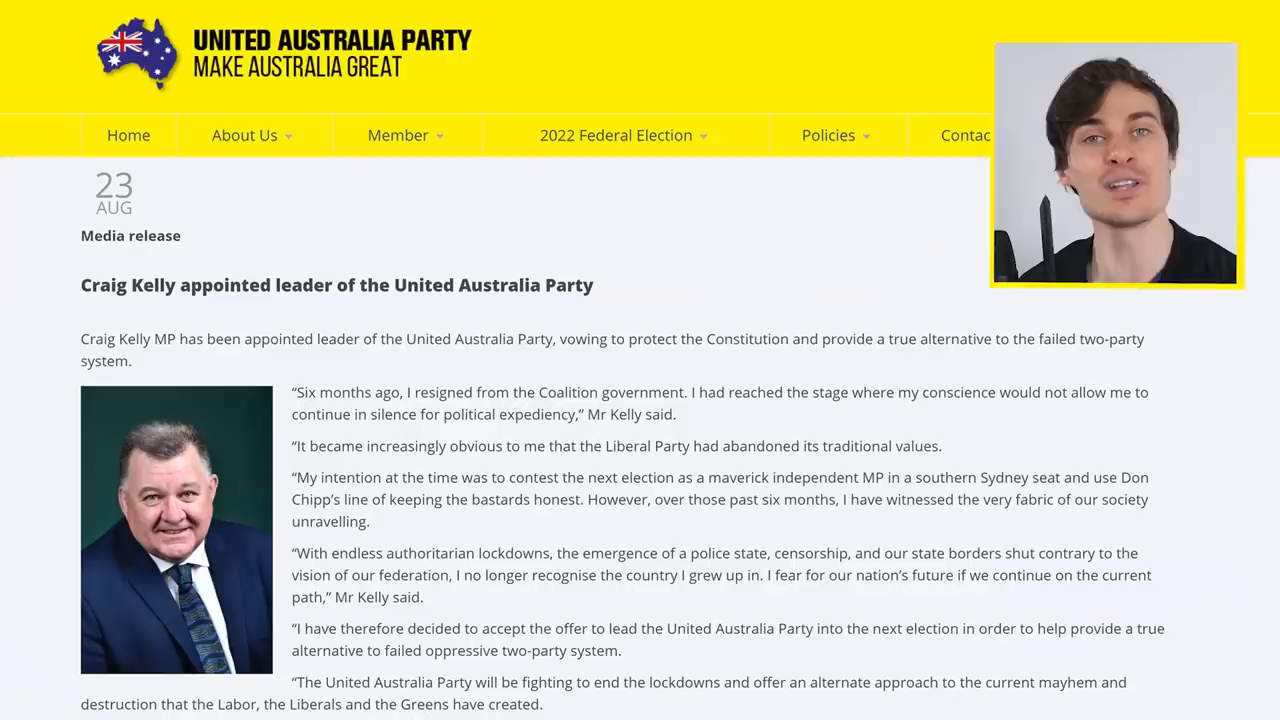 UNITED AUSTRALIA PARTY
MAKE AUSTRALIA GREAT
Home
About Us
Member
2022 Federal Election
Policies
Contac
23
AUG
Media release
Craig Kelly appointed leader of the United Australia Party
Craig Kelly MP has been appointed leader of the United Australia Party, vowing to protect the Constitution and provide a true alternative to the failed two-party
system.
“Six months ago, I resigned from the Coalition government. I had reached the stage where my conscience would not allow me to
continue in silence for political expediency,” Mr Kelly said.
“It became increasingly obvious to me that the Liberal Party had abandoned its traditional values.
“My intention at the time was to contest the next election as a maverick independent MP in a southern Sydney seat and use Don
Chipp’s line of keeping the bastards honest. However, over those past six months, I have witnessed the very fabric of our society
unravelling.
“With endless authoritarian lockdowns, the emergence of a police state, censorship, and our state borders shut contrary to the
vision of our federation, I no longer recognise the country I grew up in. I fear for our nation’s future if we continue on the current
path,” Mr Kelly said.
“I have therefore decided to accept the offer to lead the United Australia Party into the next election in order to help provide a true
alternative to failed oppressive two-party system.
“The United Australia Party will be fighting to end the lockdowns and offer an alternate approach to the current mayhem and
destruction that the Labor, the Liberals and the Greens have created.